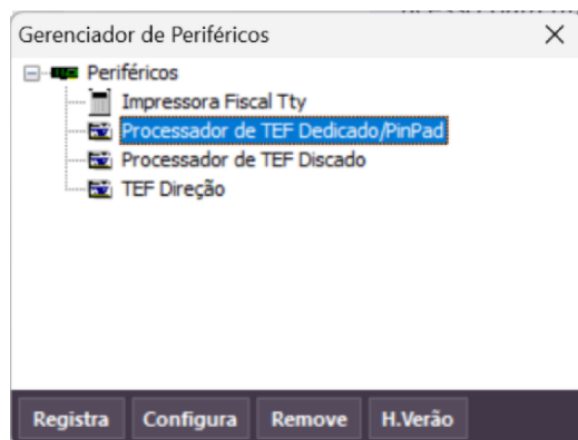 Gerenciador de Periféricos
Periféricos
Impressora Fiscal Tty
Processador de TEF Dedicado/PinPad
Processador de TEF Discado
TEF Direção
Registra Configura Remove H.Verão